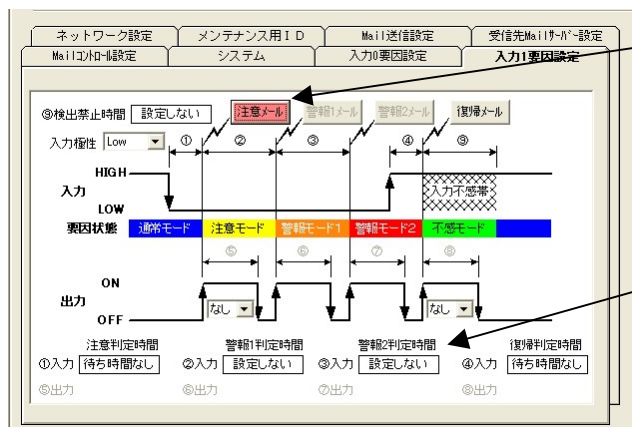 ネットワーク設定 メンテナンス用ID Mail送信設定 受信先Mailサーバー設定
Mailコントロール設定 システム 入力0要因設定 入力1要因設定
⑨検出禁止時間 設定しない 注意メール 警報1メール 警報2メール 復帰メール
入力極性 Low ① ② ③ ④ ⑨
HIGH
入力 入力不感帯
LOW
要因状態 通常モード 注意モード 警報モード1 警報モード2 不感モード
⑤ ⑥ ⑦ ⑧
ON
出力 なし なし
OFF
注意判定時間 警報1判定時間 警報2判定時間 復帰判定時間
①入力 待ち時間なし ②入力 設定しない ③入力 設定しない ④入力 待ち時間なし
⑤出力 ⑥出力 ⑦出力 ⑧出力